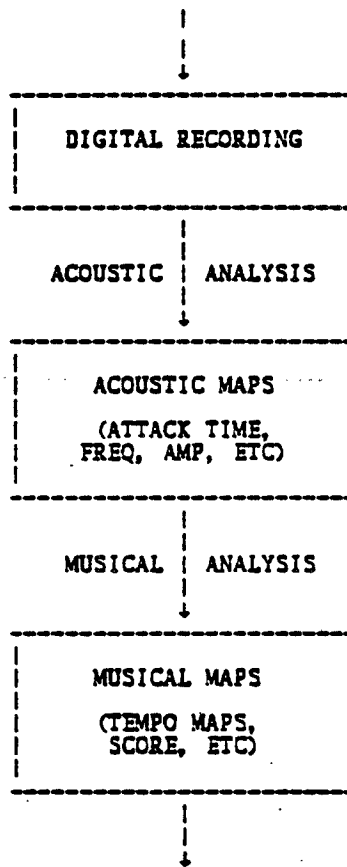 DIGITAL RECORDING
ACOUSTIC ANALYSIS
ACOUSTIC MAPS
(ATTACK TIME,
FREQ, AMP, ETC)
MUSICAL ANALYSIS
MUSICAL MAPS
(TEMPO MAPS,
SCORE, ETC)